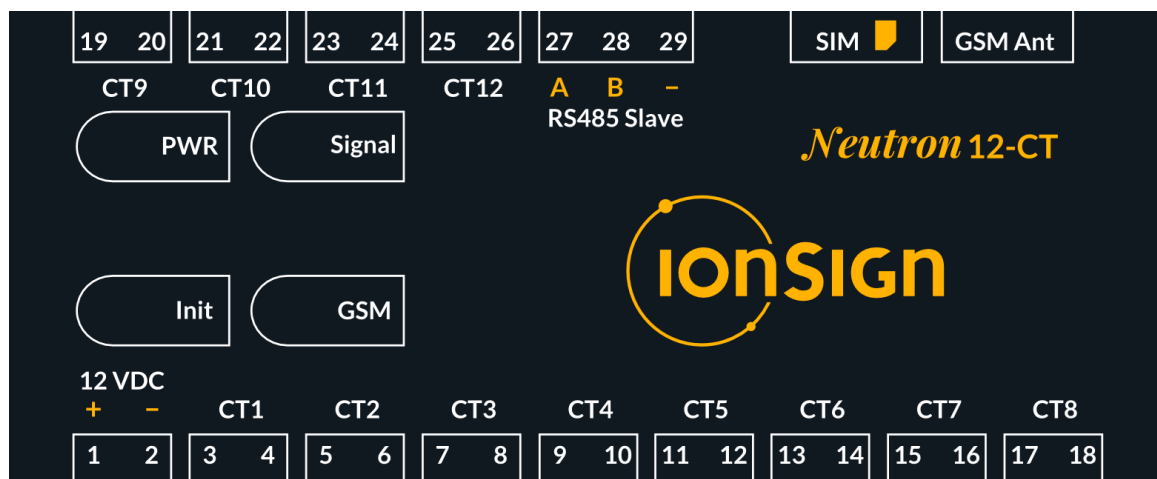 19 20 21 22 23 24 25 26 27 28 29 SIM GSM Ant
CT9 CT10 CT11 CT12 A B –
RS485 Slave
PWR Signal Neutron 12-CT
ionSign
Init GSM
12 VDC
+ – CT1 CT2 CT3 CT4 CT5 CT6 CT7 CT8
1 2 3 4 5 6 7 8 9 10 11 12 13 14 15 16 17 18